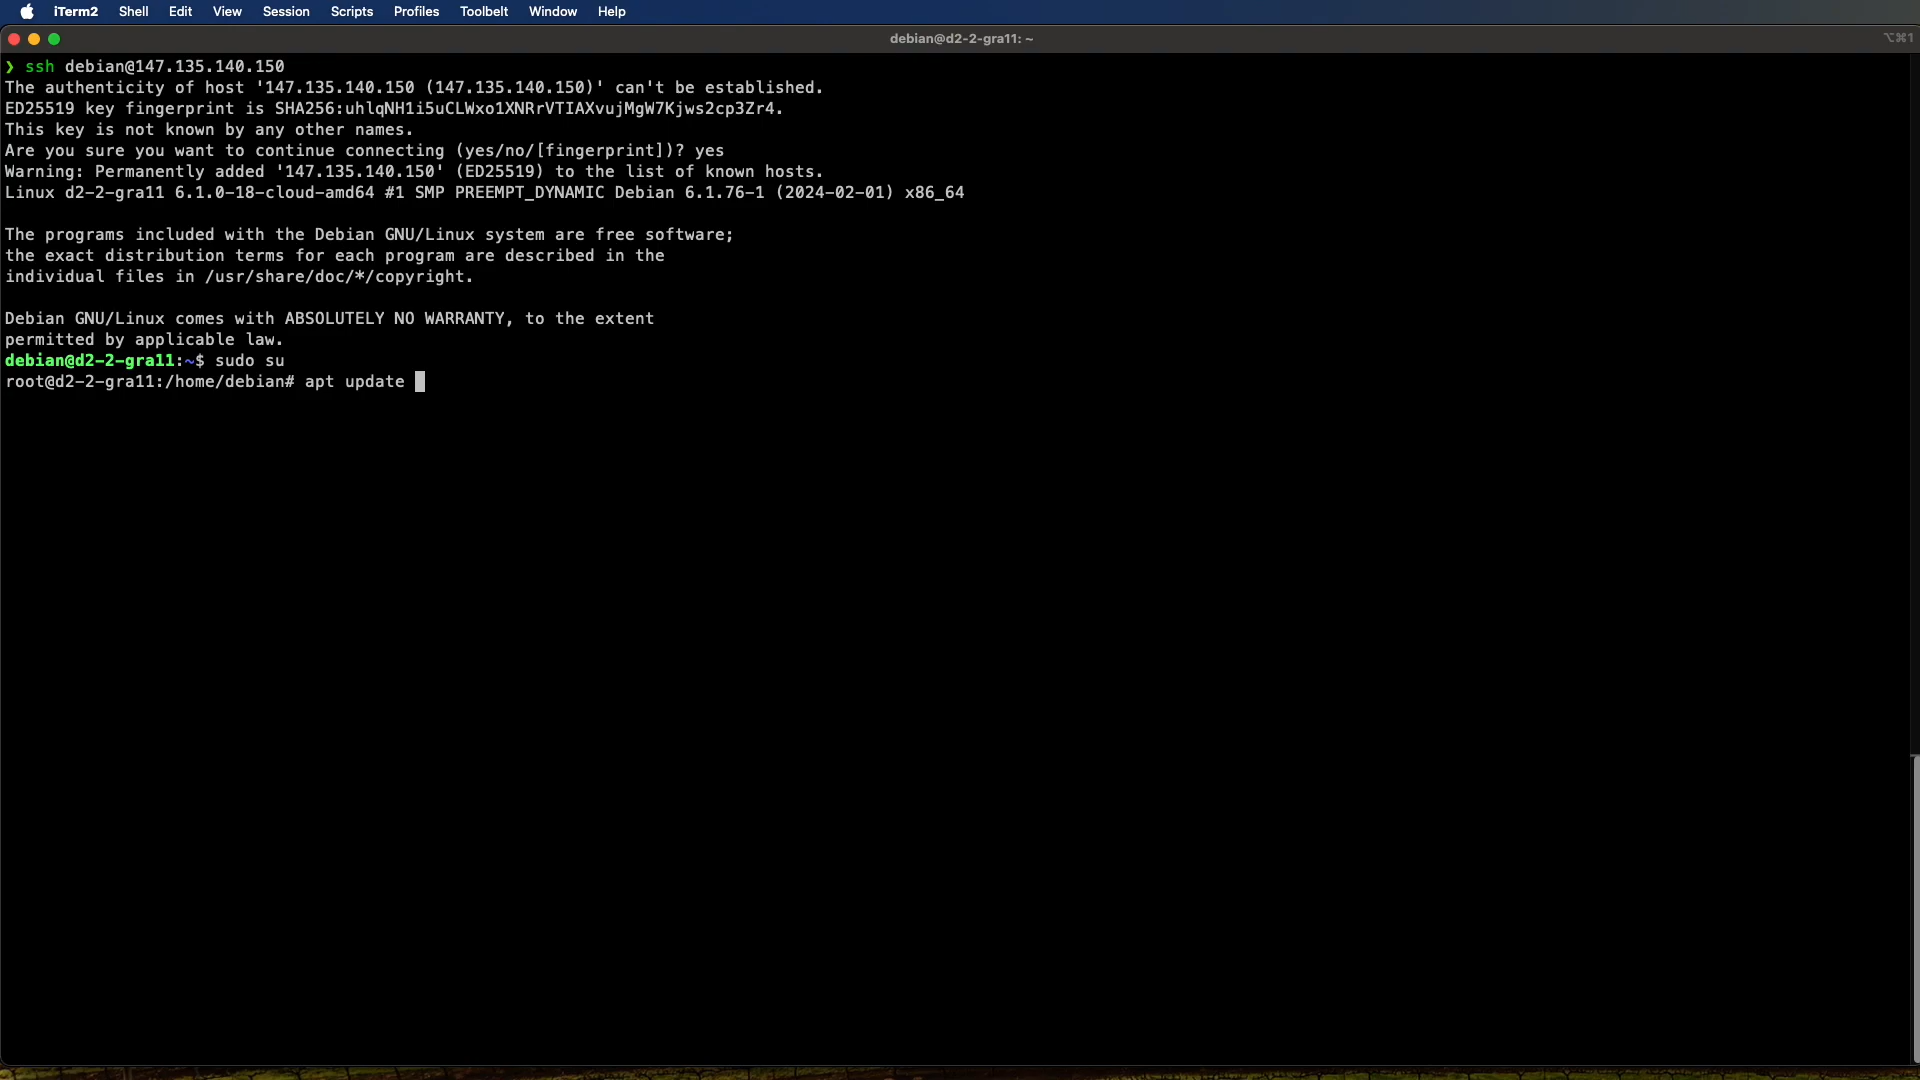 iTerm2 Shell Edit View Session Scripts Profiles Toolbelt Window Help
debian@d2-2-gra11: ~ ⌥⌘1
❯ ssh debian@147.135.140.150
The authenticity of host '147.135.140.150 (147.135.140.150)' can't be established.
ED25519 key fingerprint is SHA256:uhlqNH1i5uCLWxo1XNRrVTIAXvujMgW7Kjws2cp3Zr4.
This key is not known by any other names.
Are you sure you want to continue connecting (yes/no/[fingerprint])? yes
Warning: Permanently added '147.135.140.150' (ED25519) to the list of known hosts.
Linux d2-2-gra11 6.1.0-18-cloud-amd64 #1 SMP PREEMPT_DYNAMIC Debian 6.1.76-1 (2024-02-01) x86_64
The programs included with the Debian GNU/Linux system are free software;
the exact distribution terms for each program are described in the
individual files in /usr/share/doc/*/copyright.
Debian GNU/Linux comes with ABSOLUTELY NO WARRANTY, to the extent
permitted by applicable law.
debian@d2-2-gra11:~$ sudo su
root@d2-2-gra11:/home/debian# apt update